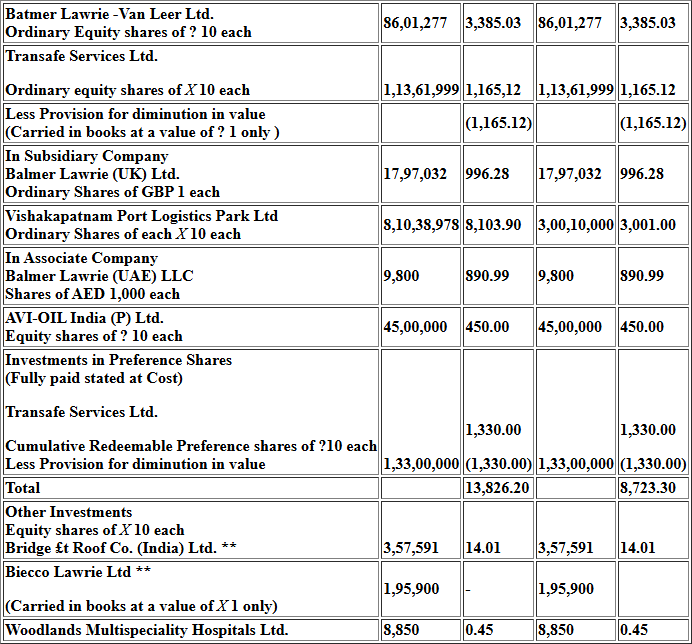 Batmer Lawrie -Van Leer Ltd.
Ordinary Equity shares of ? 10 each
86,01,277 3,385.03 86,01,277 3,385.03
Transafe Services Ltd.
Ordinary equity shares of X 10 each 1,13,61,999 1,165,12 1,13,61,999 1,165.12
Less Provision for diminution in value
(Carried in books at a value of ? 1 only )
(1,165.12) (1,165.12)
In Subsidiary Company
Balmer Lawrie (UK) Ltd.
Ordinary Shares of GBP 1 each
17,97,032 996.28 17,97,032 996.28
Vishakapatnam Port Logistics Park Ltd
Ordinary Shares of each X 10 each
8,10,38,978 8,103.90 3,00,10,000 3,001.00
In Associate Company
Balmer Lawrie (UAE) LLC
Shares of AED 1,000 each
9,800 890.99 9,800 890.99
AVI-OIL India (P) Ltd.
Equity shares of ? 10 each
45,00,000 450.00 45,00,000 450.00
Investments in Preference Shares
(Fully paid stated at Cost)
Transafe Services Ltd.
1,330.00 1,330.00
Cumulative Redeemable Preference shares of ?10 each
Less Provision for diminution in value 1,33,00,000 (1,330.00) 1,33,00,000 (1,330.00)
Total 13,826.20 8,723.30
Other Investments
Equity shares of X 10 each
Bridge £t Roof Co. (India) Ltd. ** 3,57,591 14.01 3,57,591 14.01
Biecco Lawrie Ltd **
1,95,900 - 1,95,900
(Carried in books at a value of X 1 only)
Woodlands Multispeciality Hospitals Ltd. 8,850 0.45 8,850 0.45